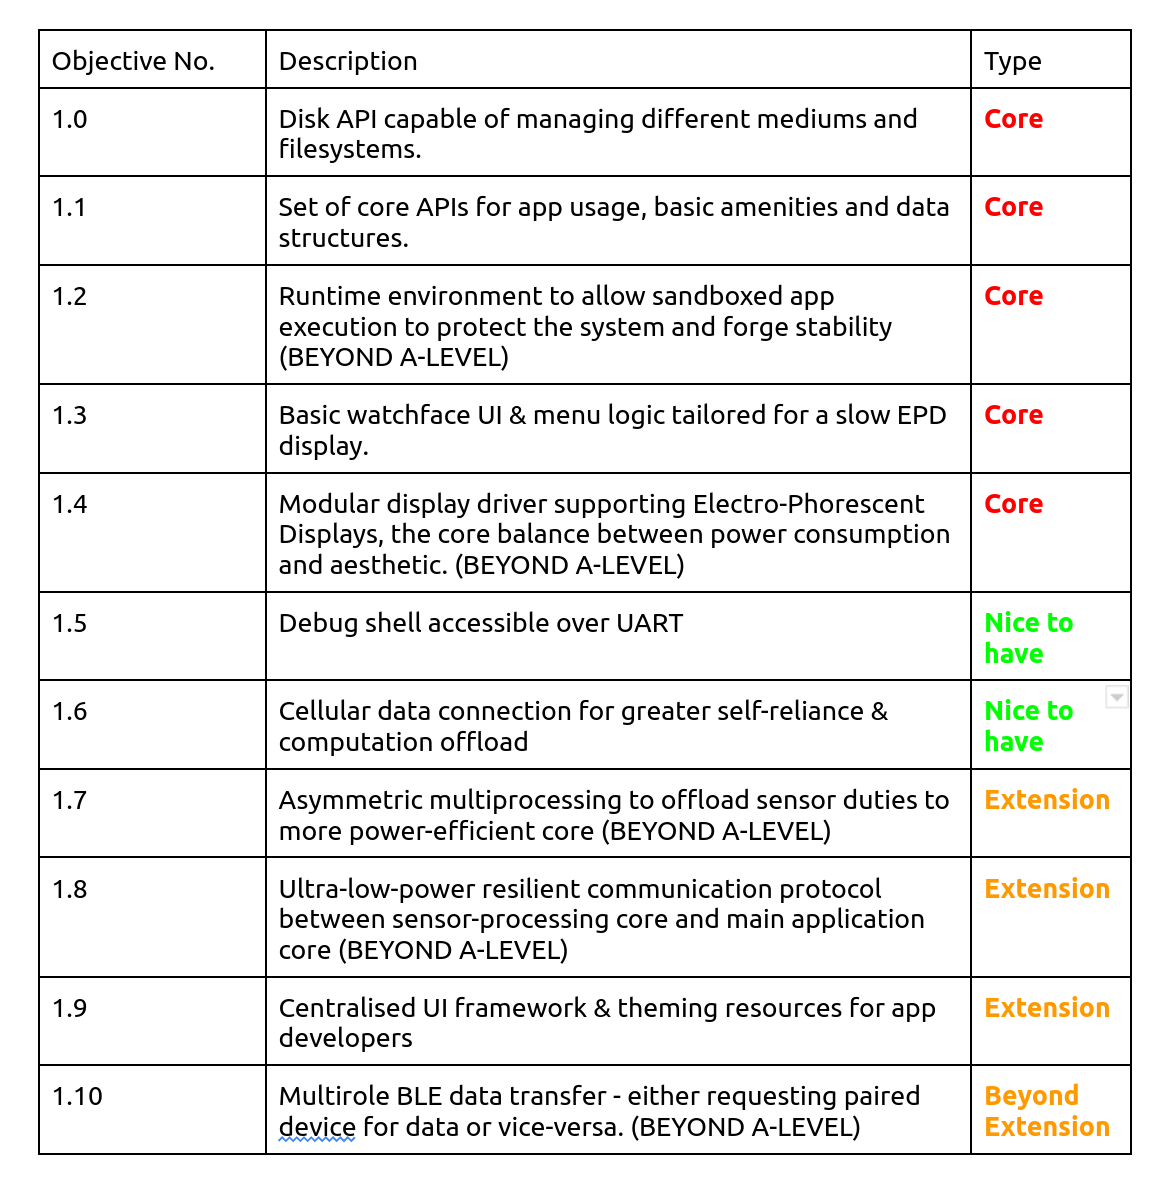 Objective No. Description Type
1.0 Disk API capable of managing different mediums and Core
filesystems.
1.1 Set of core APIs for app usage, basic amenities and data Core
structures.
1.2 Runtime environment to allow sandboxed app Core
execution to protect the system and forge stability
(BEYOND A-LEVEL)
1.3 Basic watchface UI & menu logic tailored for a slow EPD Core
display.
1.4 Modular display driver supporting Electro-Phorescent Core
Displays, the core balance between power consumption
and aesthetic. (BEYOND A-LEVEL)
1.5 Debug shell accessible over UART Nice to
have
1.6 Cellular data connection for greater self-reliance & Nice to
computation offload have
1.7 Asymmetric multiprocessing to offload sensor duties to Extension
more power-efficient core (BEYOND A-LEVEL)
1.8 Ultra-low-power resilient communication protocol Extension
between sensor-processing core and main application
core (BEYOND A-LEVEL)
1.9 Centralised UI framework & theming resources for app Extension
developers
1.10 Multirole BLE data transfer - either requesting paired Beyond
device for data or vice-versa. (BEYOND A-LEVEL) Extension